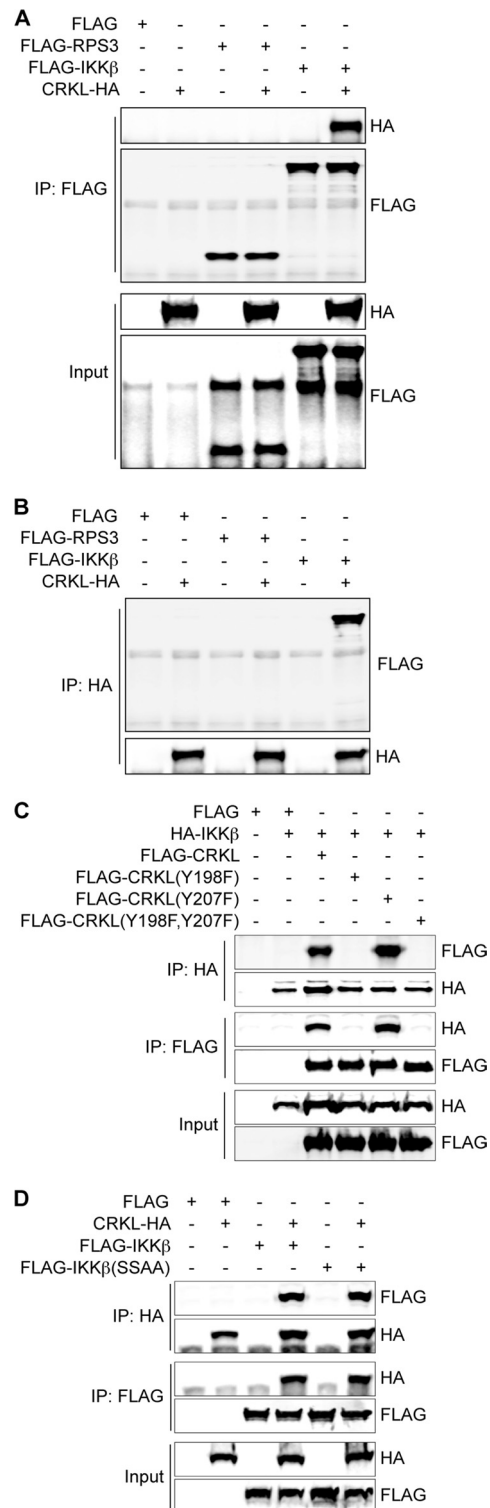 A
FLAG + - - - - -
FLAG-RPS3 - - + + - -
FLAG-IKKβ - - - - + +
CRKL-HA - + - + - +
HA
IP: FLAG
FLAG
HA
Input
FLAG
B
FLAG + + - - - -
FLAG-RPS3 - - + + - -
FLAG-IKKβ - - - - + +
CRKL-HA - + - + - +
FLAG
IP: HA
HA
C
FLAG + + - - - -
HA-IKKβ - + + + + +
FLAG-CRKL - - + - - -
FLAG-CRKL(Y198F) - - - + - -
FLAG-CRKL(Y207F) - - - - + -
FLAG-CRKL(Y198F,Y207F) - - - - - +
FLAG
IP: HA
HA
HA
IP: FLAG
FLAG
HA
Input
FLAG
D
FLAG + + - - - -
CRKL-HA - + - + - +
FLAG-IKKβ - - + + - -
FLAG-IKKβ(SSAA) - - - - + +
FLAG
IP: HA
HA
HA
IP: FLAG
FLAG
HA
Input
FLAG